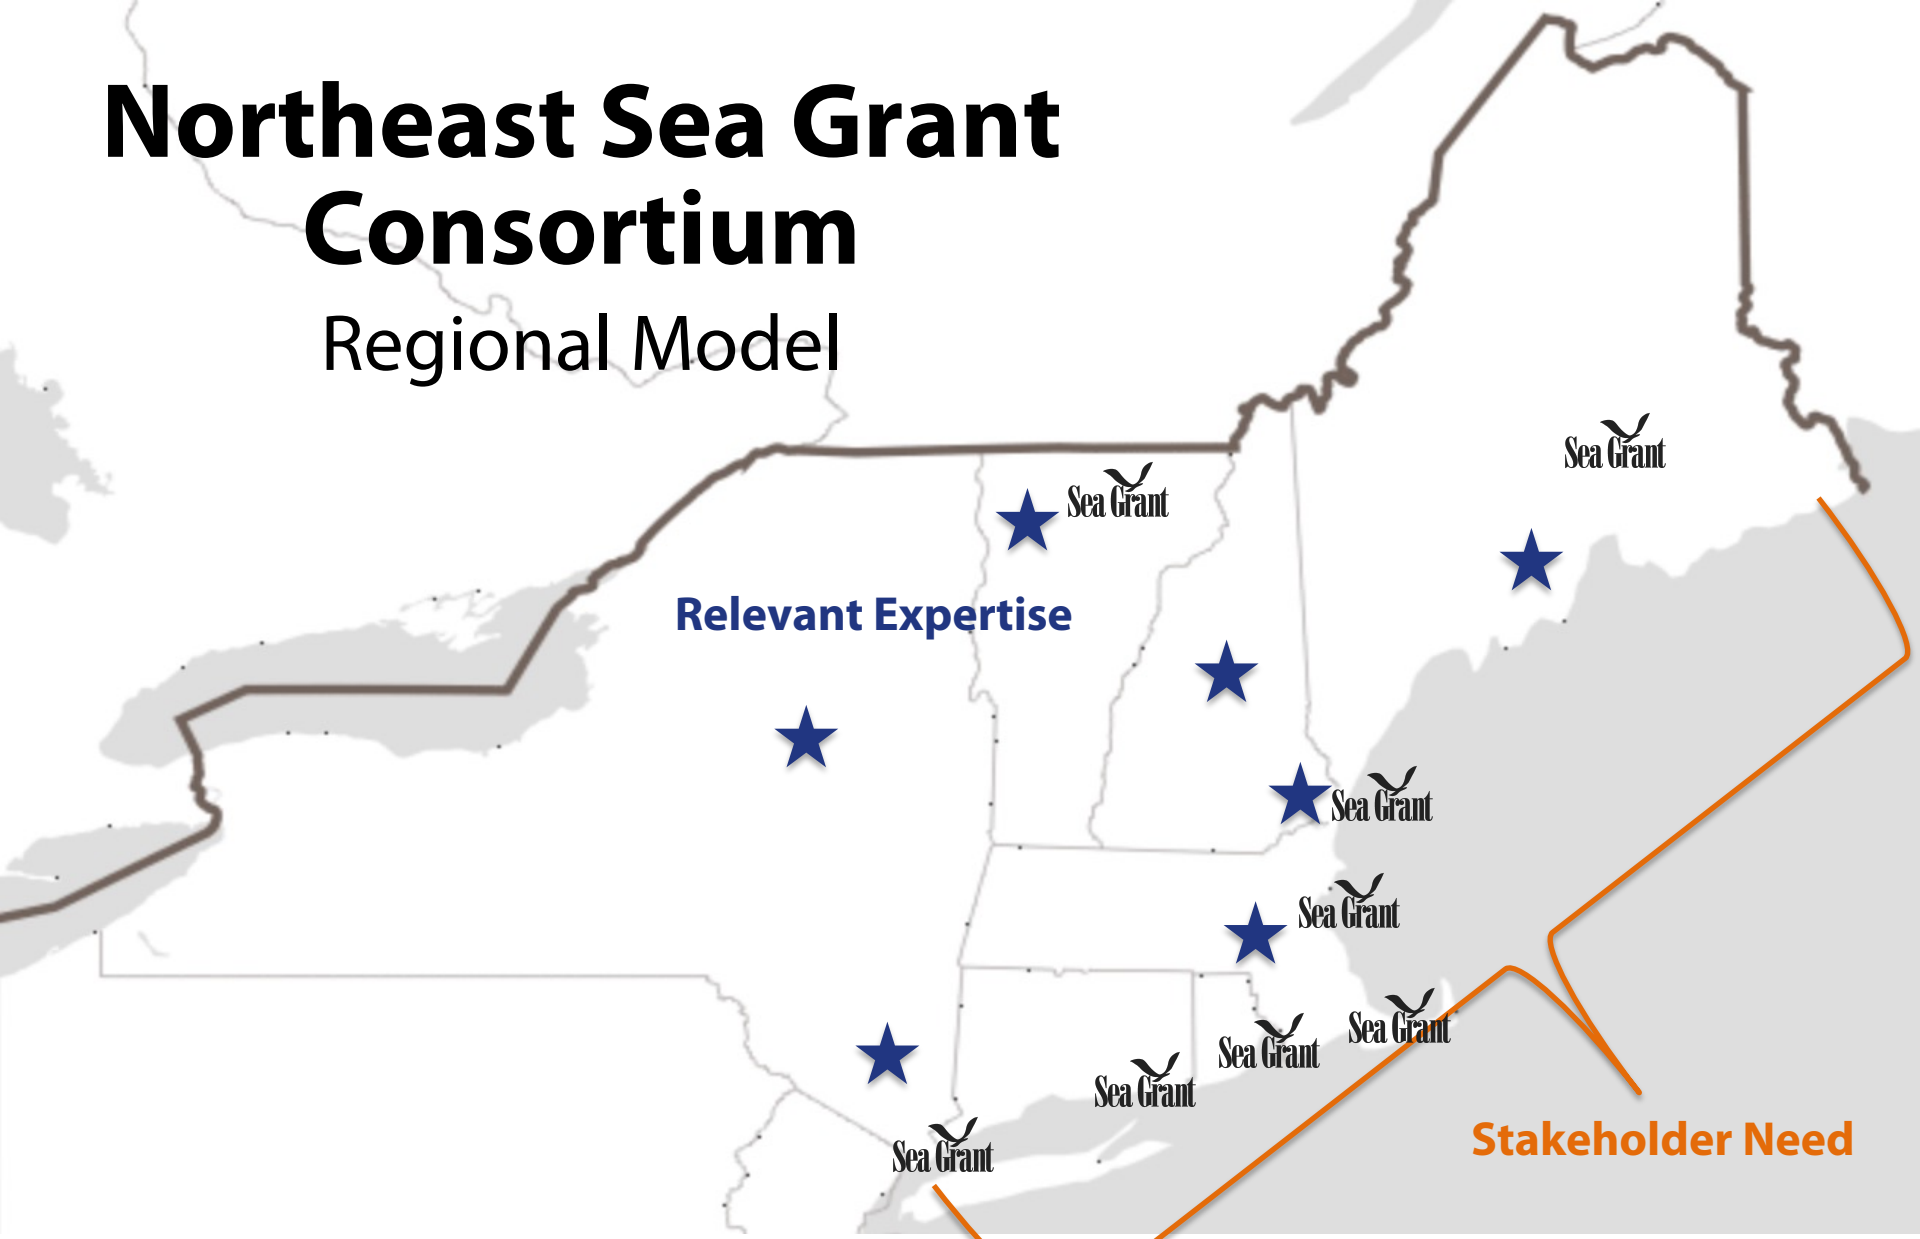 Northeast Sea Grant
Consortium
Regional Model
Sea Grant
Sea Grant
Relevant Expertise
Sea Grant
Sea Grant
Sea Grant
Sea Grant
Sea Grant
Sea Grant
Stakeholder Need